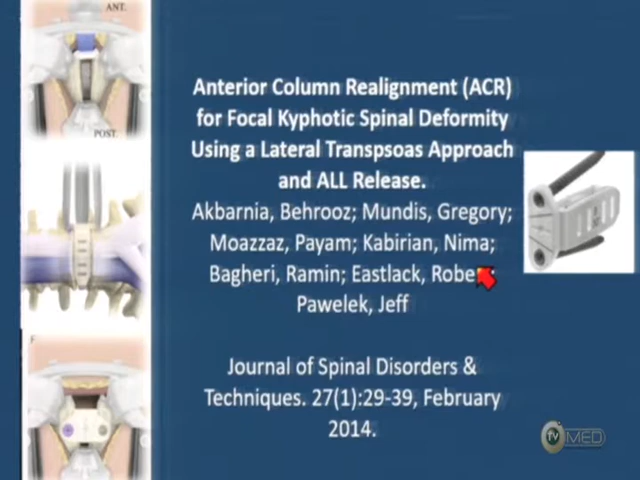 ANT.
POST.
Anterior Column Realignment (ACR)
for Focal Kyphotic Spinal Deformity
Using a Lateral Transpsoas Approach
and ALL Release.
Akbarnia, Behrooz; Mundis, Gregory;
Moazzaz, Payam; Kabirian, Nima;
Bagheri, Ramin; Eastlack,
Pawelek, Jeff
Journal of Spinal Disorders &
Techniques. 27(1):29-39, February
2014.
tv MED